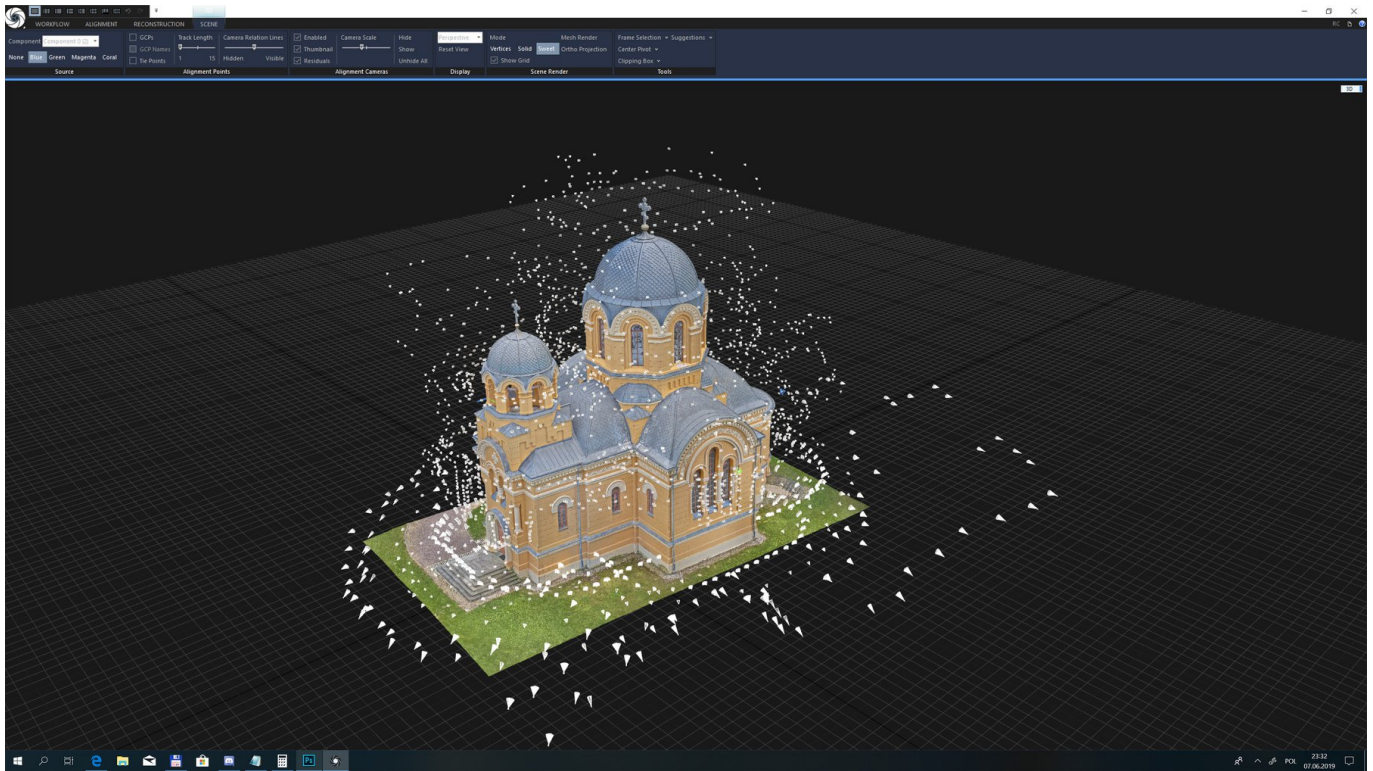 WORKFLOW ALIGNMENT RECONSTRUCTION SCENE
RC
Component Component 0 (2)
None Blue Green Magenta Coral
Source
GCPs Track Length Camera Relation Lines
GCP Names
Tie Points 1 15 Hidden Visible
Alignment Points
Enabled Camera Scale Hide
Thumbnail Show
Residuals Unhide All
Alignment Cameras
Perspective
Reset View
Display
Mode Mesh Render
Vertices Solid Sweet Ortho Projection
Show Grid
Scene Render
Frame Selection Suggestions
Center Pivot
Clipping Box
Tools
3D
Ps
POL
23:32
07.06.2019